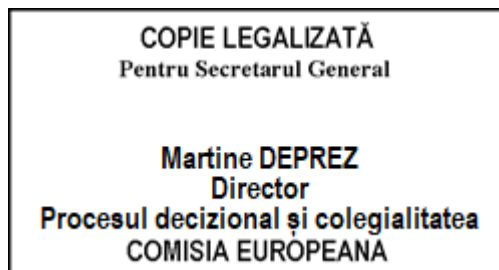 COPIE LEGALIZATĂ
Pentru Secretarul General
Martine DEPREZ
Director
Procesul decizional și colegialitatea
COMISIA EUROPEANA